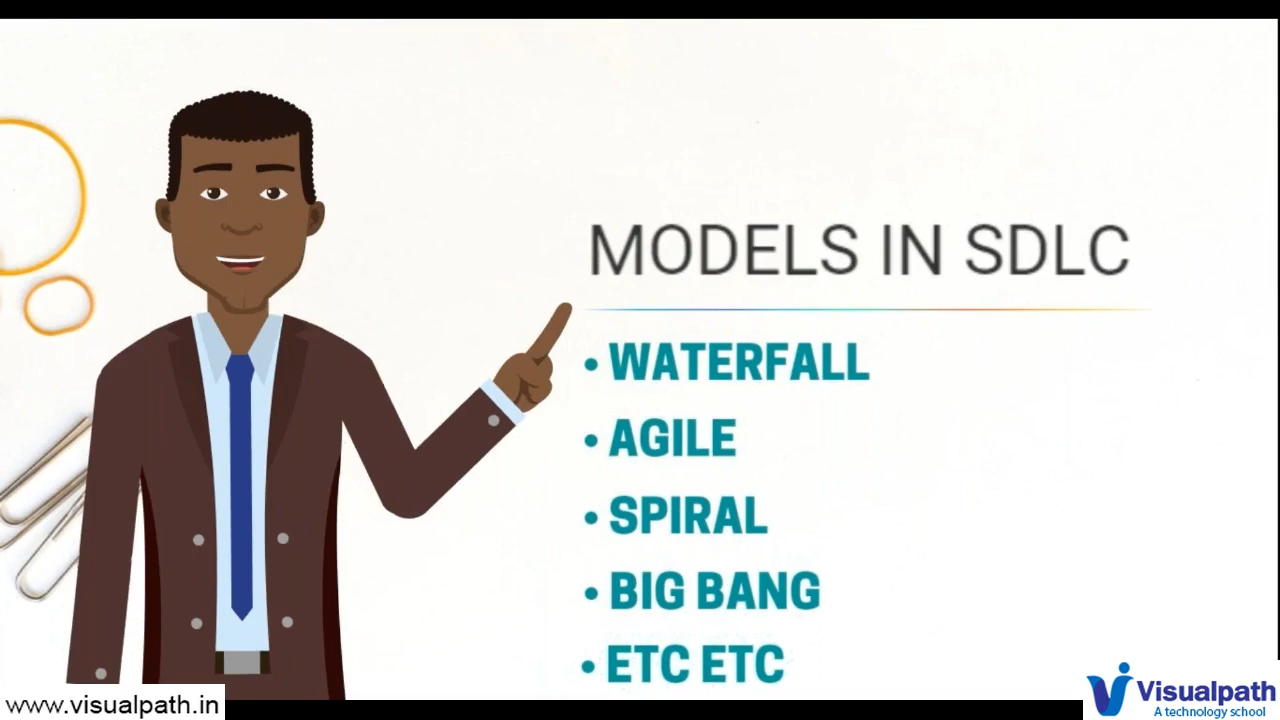 MODELS IN SDLC
• WATERFALL
• AGILE
• SPIRAL
• BIG BANG
• ETC ETC
www.visualpath.in
Visualpath
A technology school